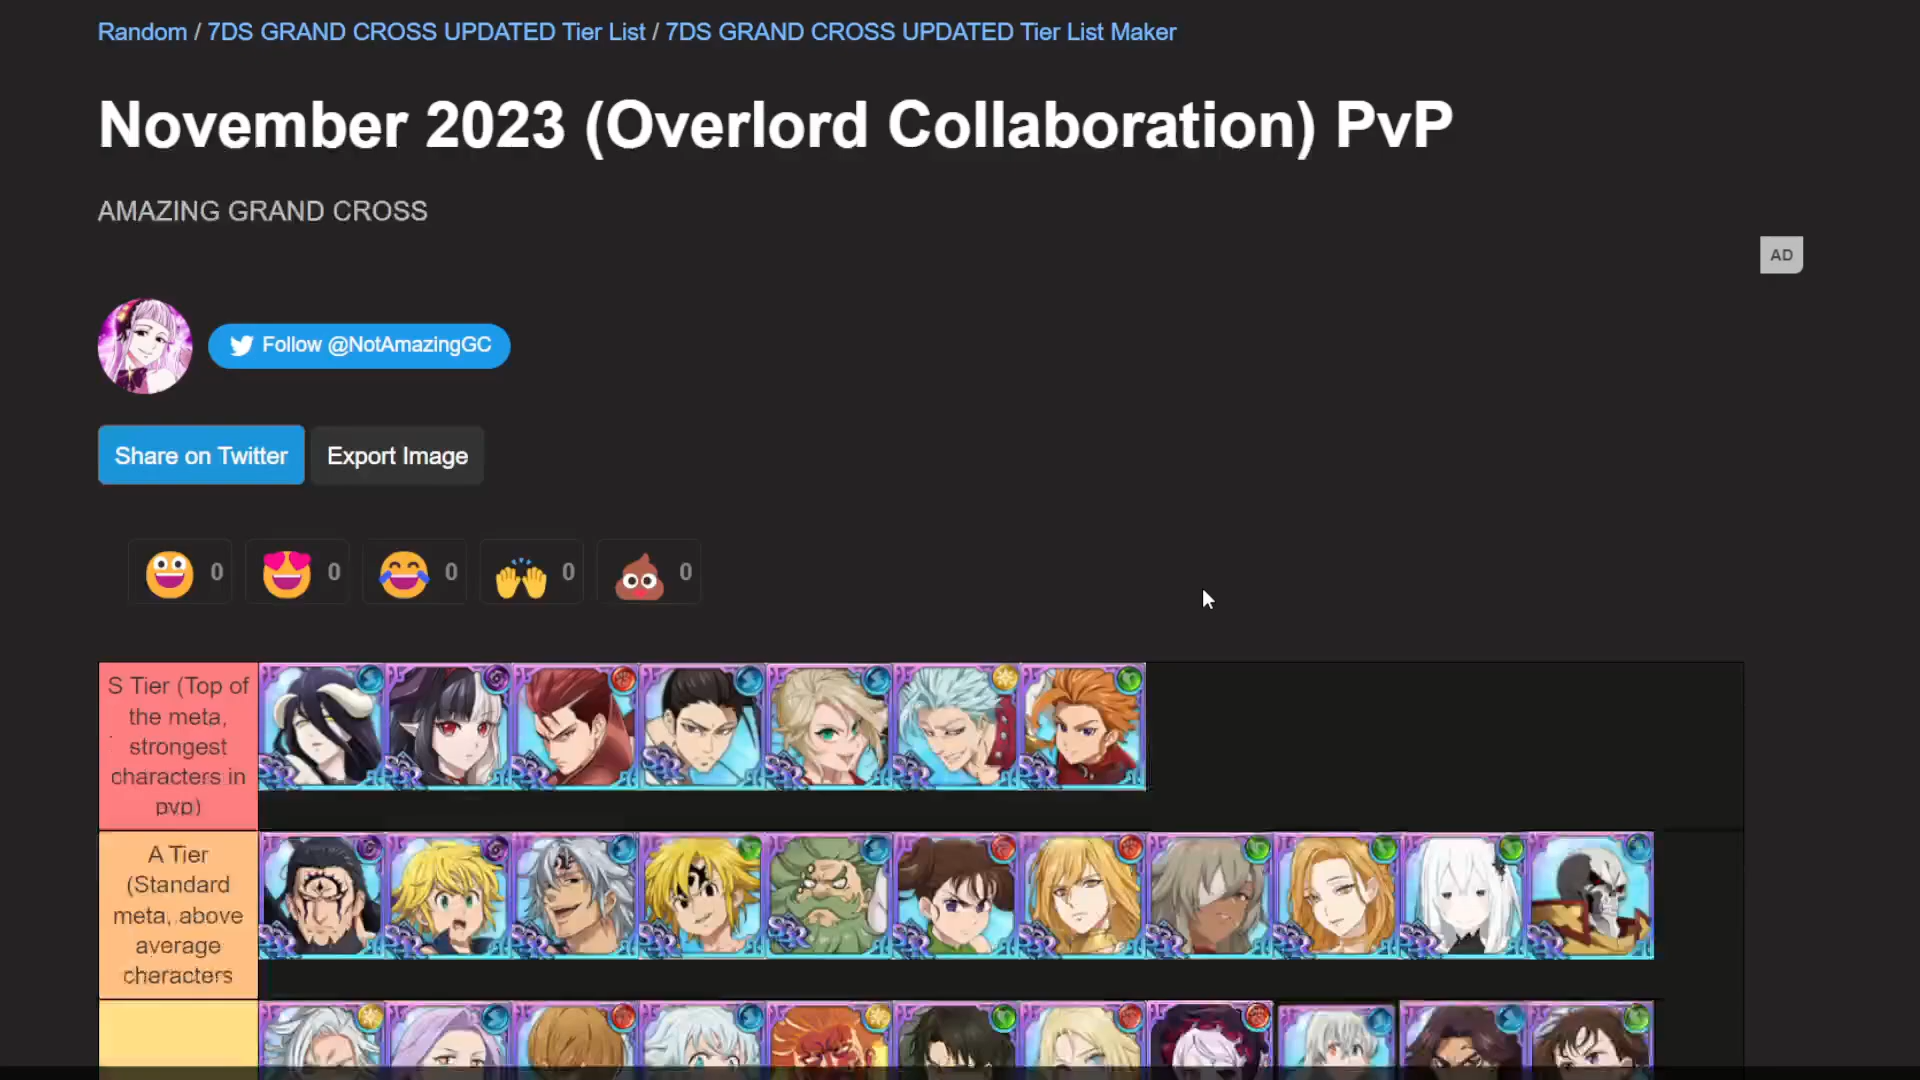 Random / 7DS GRAND CROSS UPDATED Tier List / 7DS GRAND CROSS UPDATED Tier List Maker
November 2023 (Overlord Collaboration) PvP
AMAZING GRAND CROSS
AD
Follow @NotAmazingGC
Share on Twitter
Export Image
0
0
0
0
0
S Tier (Top of
the meta,
strongest
characters in
pvp)
A Tier
(Standard
meta, above
average
cheracters